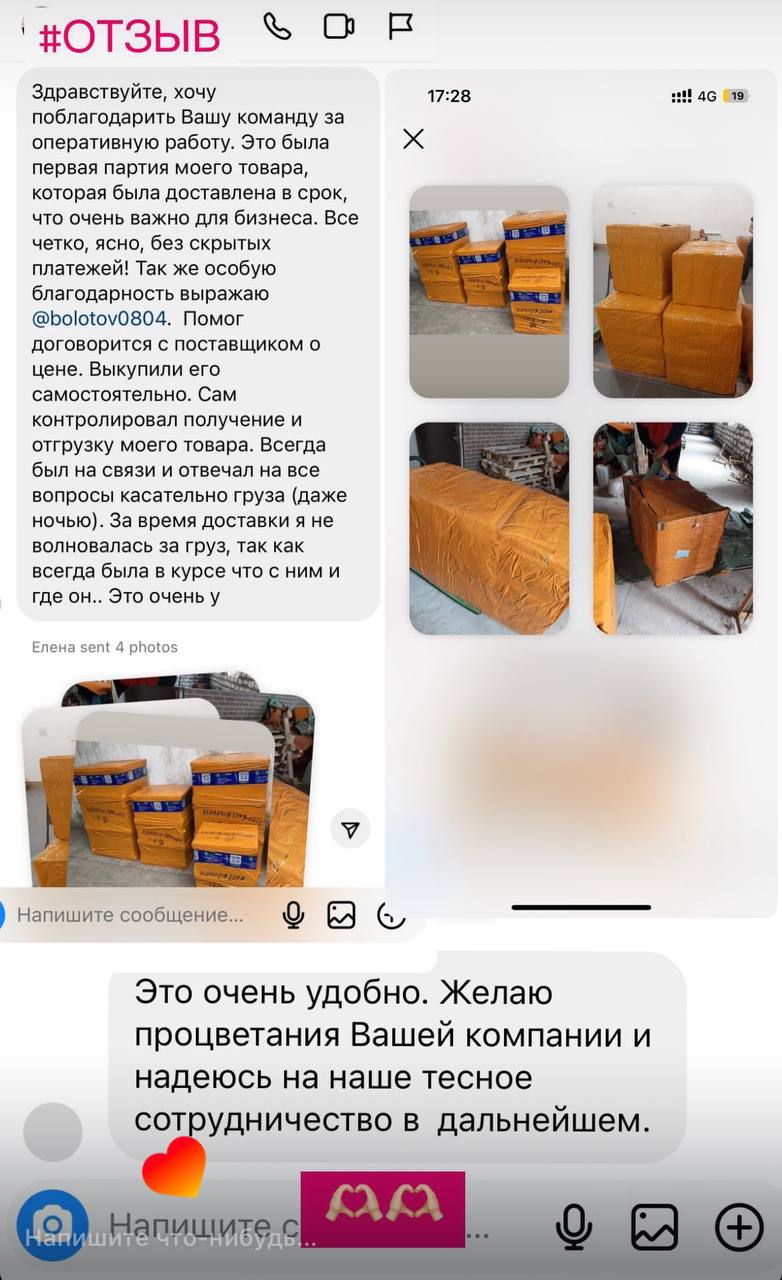 #ОТЗЫВ
Здравствуйте, хочу
поблагодарить Вашу команду за
оперативную работу. Это была
первая партия моего товара,
которая была доставлена в срок,
что очень важно для бизнеса. Все
четко, ясно, без скрытых
платежей! Так же особую
благодарность выражаю
@bolotov0804.  Помог
договорится с поставщиком о
цене. Выкупили его
самостоятельно. Сам
контролировал получение и
отгрузку моего товара. Всегда
был на связи и отвечал на все
вопросы касательно груза (даже
ночью). За время доставки я не
волновалась за груз, так как
всегда была в курсе что с ним и
где он.. Это очень у
Елена sent 4 photos
Напишите сообщение...
17:28
4G
19
Это очень удобно. Желаю
процветания Вашей компании и
надеюсь на наше тесное
сотрудничество в  дальнейшем.
Напишите с
...
Напишите что-нибудь...